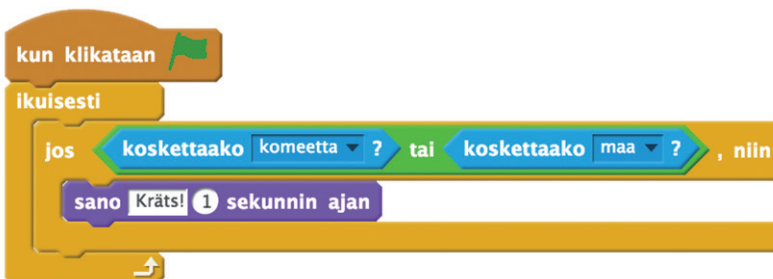 kun klikataan
ikuisesti
jos koskettaako komeetta ? tai koskettaako maa ? , niin
sano Kräts! 1 sekunnin ajan